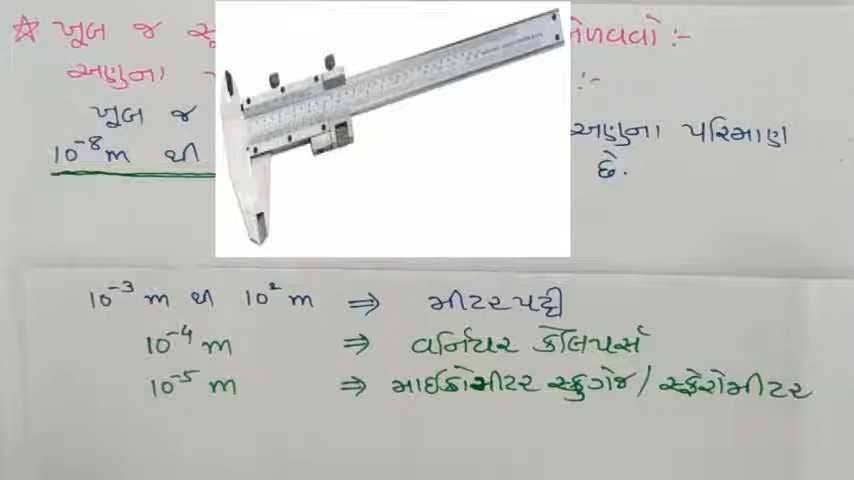 ☆ ખૂબ જ સૂ ળવવો :-
અણુના :-
ખૂબ જ અણુના પરિમાણ
10⁻⁸m થી છે.
10⁻³ m થી 10² m ⇒ મીટરપટ્ટી
10⁻⁴ m ⇒ વર્નિયર કેલિપર્સ
10⁻⁵ m ⇒ માઈક્રોમીટર સ્ક્રુગેજ / સ્ફેરોમીટર